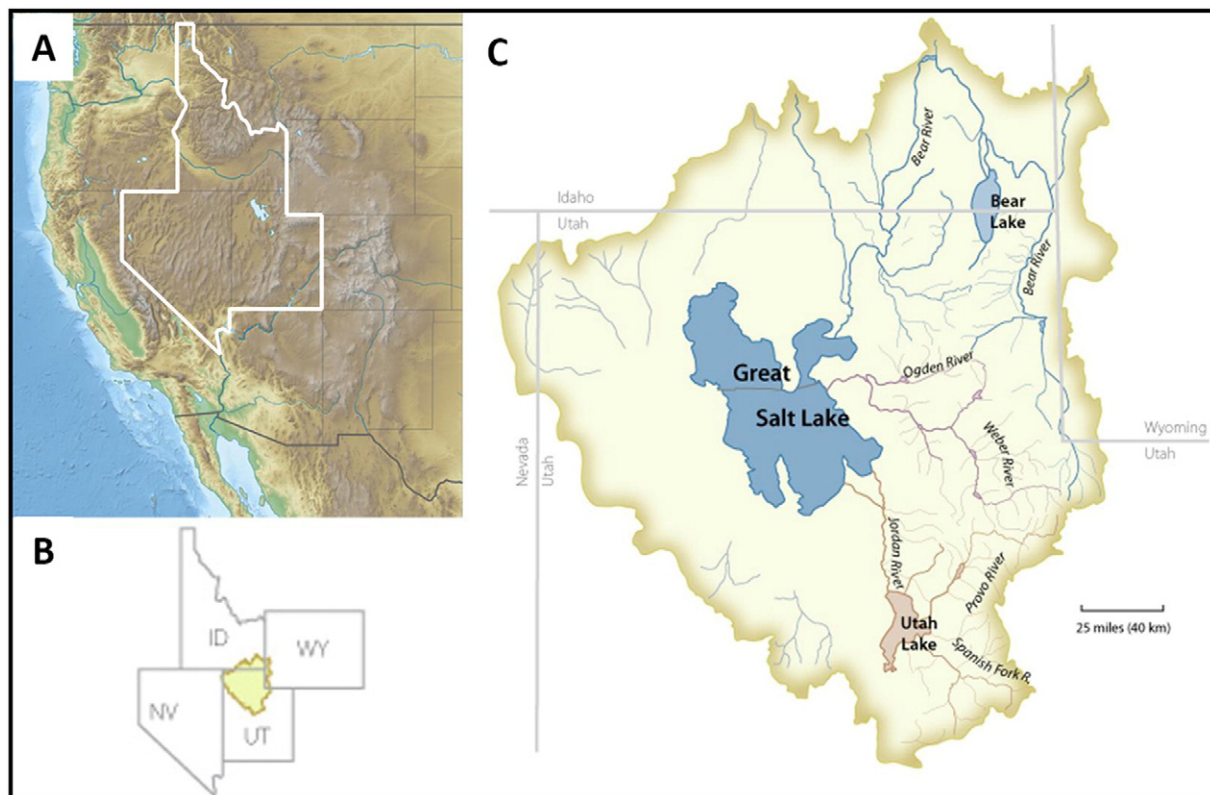 A
B
ID
WY
NV
UT
C
Bear River
Idaho
Utah
Bear
Lake
Bear River
Great
Salt Lake
Ogden River
Weber River
Wyoming
Utah
Nevada
Utah
Jordan River
Provo River
Utah
Lake
Spanish Fork R.
25 miles (40 km)